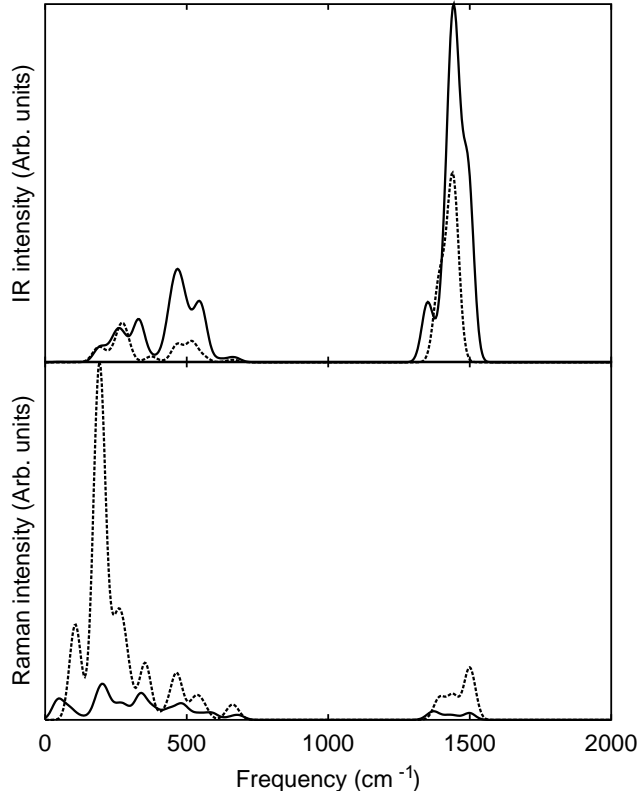 IR intensity (Arb. units)
Raman intensity (Arb. units)
0 500 1000 1500 2000
Frequency (cm -1)